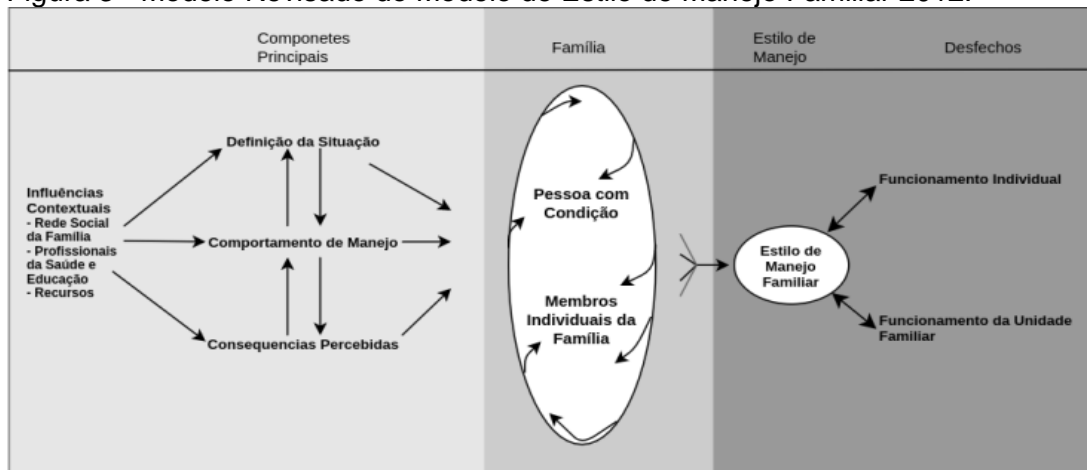 Figura - Modelo Revisado do Modelo do Estilo de Manejo Familiar 2012.
Componetes
Principais
Família
Estilo de
Manejo
Desfechos
Influências
Contextuais
- Rede Social
da Família
- Profissionais
da Saúde e
Educação
- Recursos
Definição da Situação
Comportamento de Manejo
Consequencias Percebidas
Pessoa com
Condição
Membros
Individuais da
Família
Estilo de
Manejo
Familiar
Funcionamento Individual
Funcionamento da Unidade
Familiar